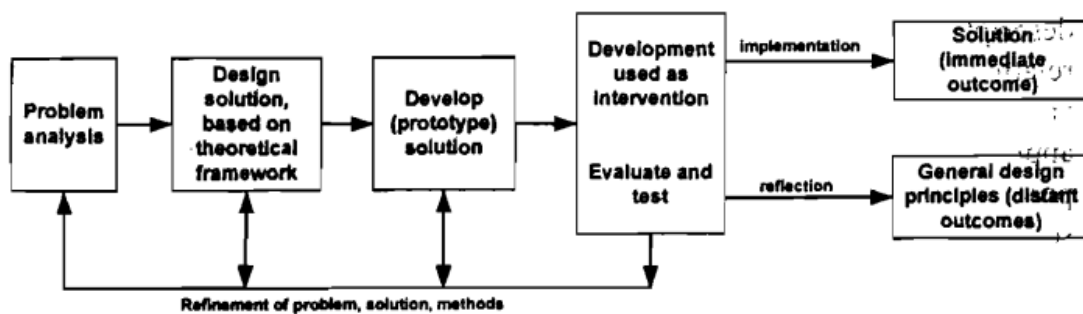 Problem
analysis
Design
solution,
based on
theoretical
framework
Develop
(prototype)
solution
Development
used as
intervention
Evaluate and
test
implementation
Solution
(immediate
outcome)
reflection
General design
principles (distant
outcomes)
Refinement of problem, solution, methods